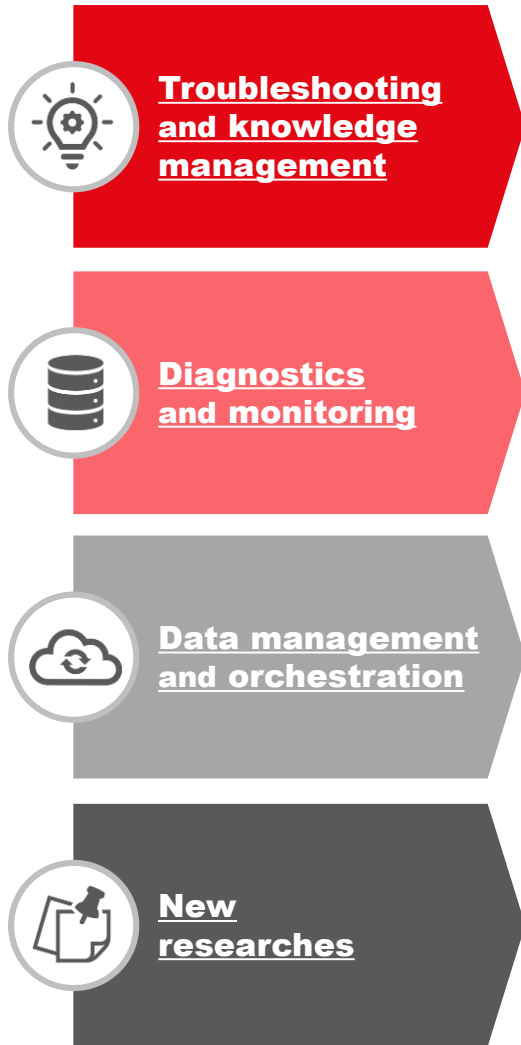 Troubleshooting
and knowledge
management
Diagnostics
and monitoring
Data management
and orchestration
New
researches